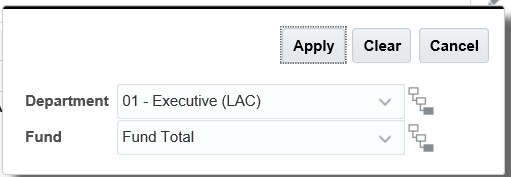 Apply Clear Cancel
Department 01 - Executive (LAC)
Fund Fund Total